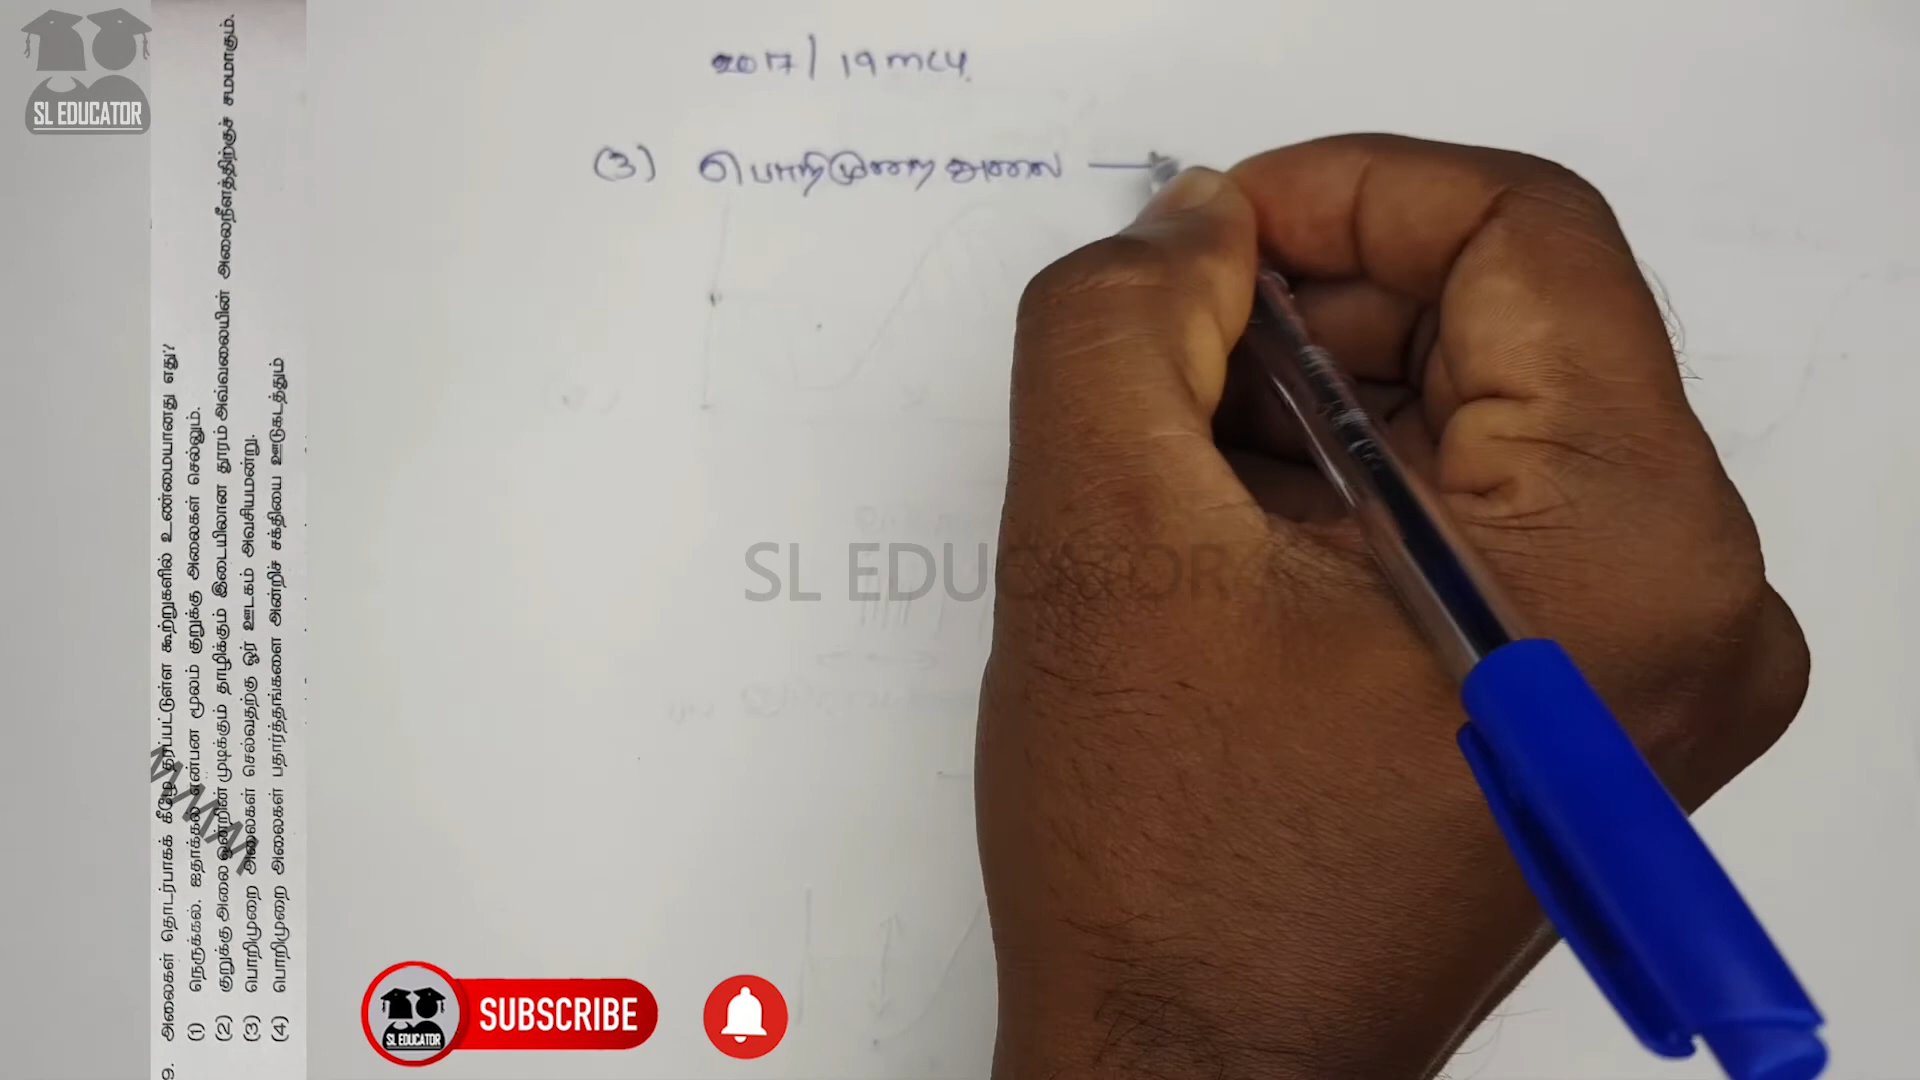 SL EDUCATOR
2017 / 19 MCQ.
(3) பொறிமுறை அலை →
9. அலைகள் தொடர்பாகக் கீழே தரப்பட்டுள்ள கூற்றுகளில் உண்மையானது எது?
(1) நெருக்கல், ஐதாக்கல் என்பன மூலம் குறுக்கு அலைகள் செல்லும்.
(2) குறுக்கு அலை ஒன்றின் முடிக்கும் தாழிக்கும் இடையிலான தூரம் அவ்வலையின் அலைநீளத்திற்குச் சமமாகும்.
(3) பொறிமுறை அலைகள் செல்வதற்கு ஓர் ஊடகம் அவசியமன்று.
(4) பொறிமுறை அலைகள் பதார்த்தங்களை அன்றிச் சக்தியை ஊடுகடத்தும்
SL EDUCATOR
SL EDUCATOR
SUBSCRIBE